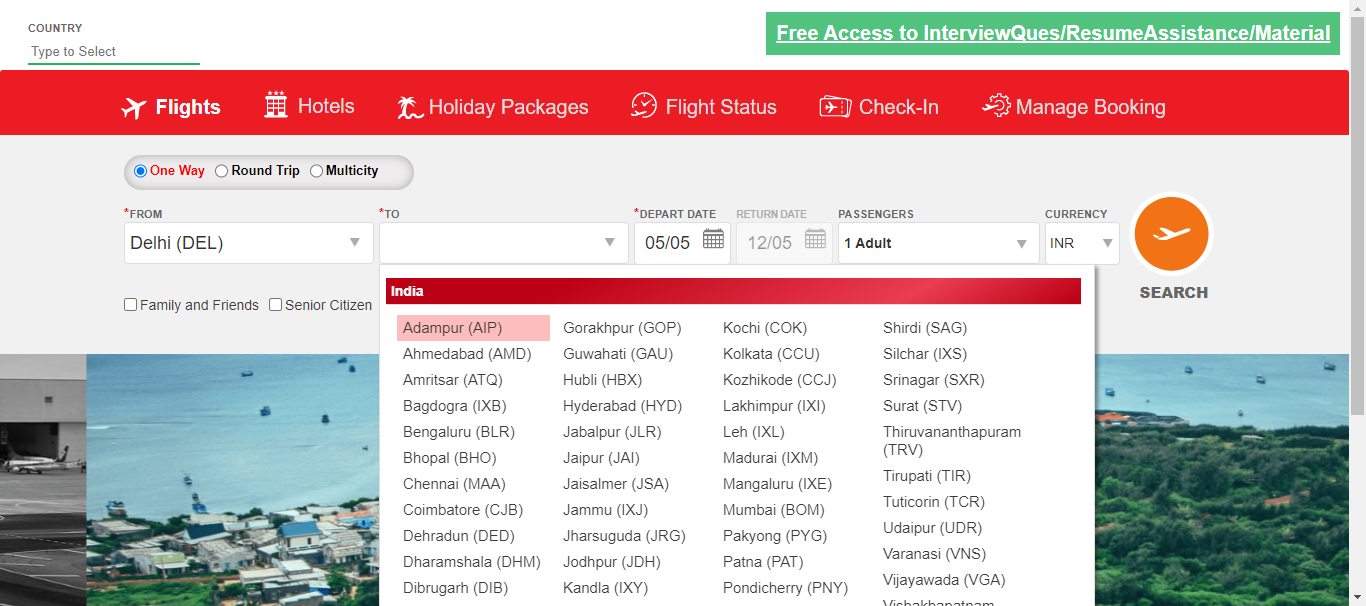 COUNTRY
Type to Select
Free Access to InterviewQues/ResumeAssistance/Material
Flights Hotels Holiday Packages Flight Status Check-In Manage Booking
One Way Round Trip Multicity
*FROM *TO *DEPART DATE RETURN DATE PASSENGERS CURRENCY
Delhi (DEL) 05/05 12/05 1 Adult INR
SEARCH
Family and Friends Senior Citizen
India
Adampur (AIP) Gorakhpur (GOP) Kochi (COK) Shirdi (SAG)
Ahmedabad (AMD) Guwahati (GAU) Kolkata (CCU) Silchar (IXS)
Amritsar (ATQ) Hubli (HBX) Kozhikode (CCJ) Srinagar (SXR)
Bagdogra (IXB) Hyderabad (HYD) Lakhimpur (IXI) Surat (STV)
Bengaluru (BLR) Jabalpur (JLR) Leh (IXL) Thiruvananthapuram
(TRV)
Bhopal (BHO) Jaipur (JAI) Madurai (IXM)
Tirupati (TIR)
Chennai (MAA) Jaisalmer (JSA) Mangaluru (IXE)
Tuticorin (TCR)
Coimbatore (CJB) Jammu (IXJ) Mumbai (BOM)
Udaipur (UDR)
Dehradun (DED) Jharsuguda (JRG) Pakyong (PYG)
Varanasi (VNS)
Dharamshala (DHM) Jodhpur (JDH) Patna (PAT)
Vijayawada (VGA)
Dibrugarh (DIB) Kandla (IXY) Pondicherry (PNY)
Vishakhapatnam